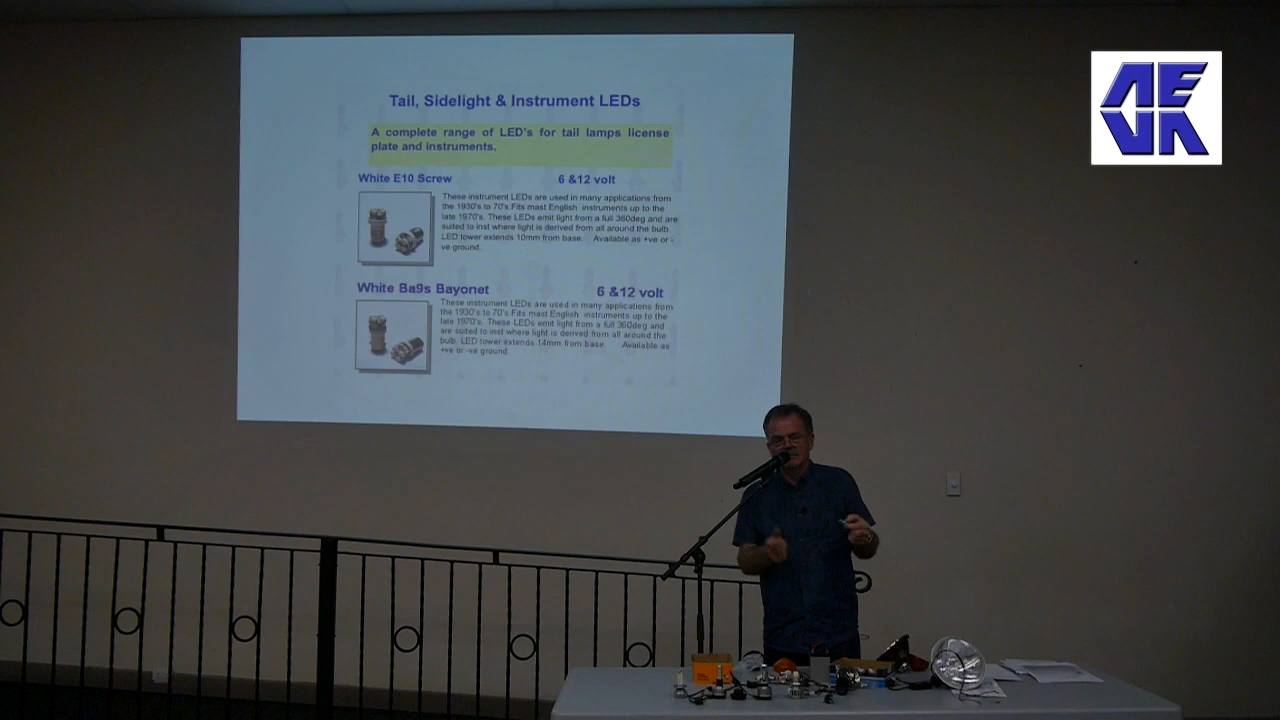 Tail, Sidelight & Instrument LEDs
A complete range of LED's for tail lamps license
plate and instruments.
White E10 Screw 6 &12 volt
These instrument LEDs are used in many applications from
the 1930's to 70's.Fits mast English instruments up to the
late 1970's. These LEDs emit light from a full 360deg and are
suited to inst where light is derived from all around the bulb.
LED tower extends 10mm from base. Available as +ve or -
ve ground.
White Ba9s Bayonet 6 &12 volt
These instrument LEDs are used in many applications from
the 1930's to 70's.Fits mast English instruments up to the
late 1970's. These LEDs emit light from a full 360deg and
are suited to inst where light is derived from all around the
bulb. LED tower extends 14mm from base. Available as
+ve or -ve ground.